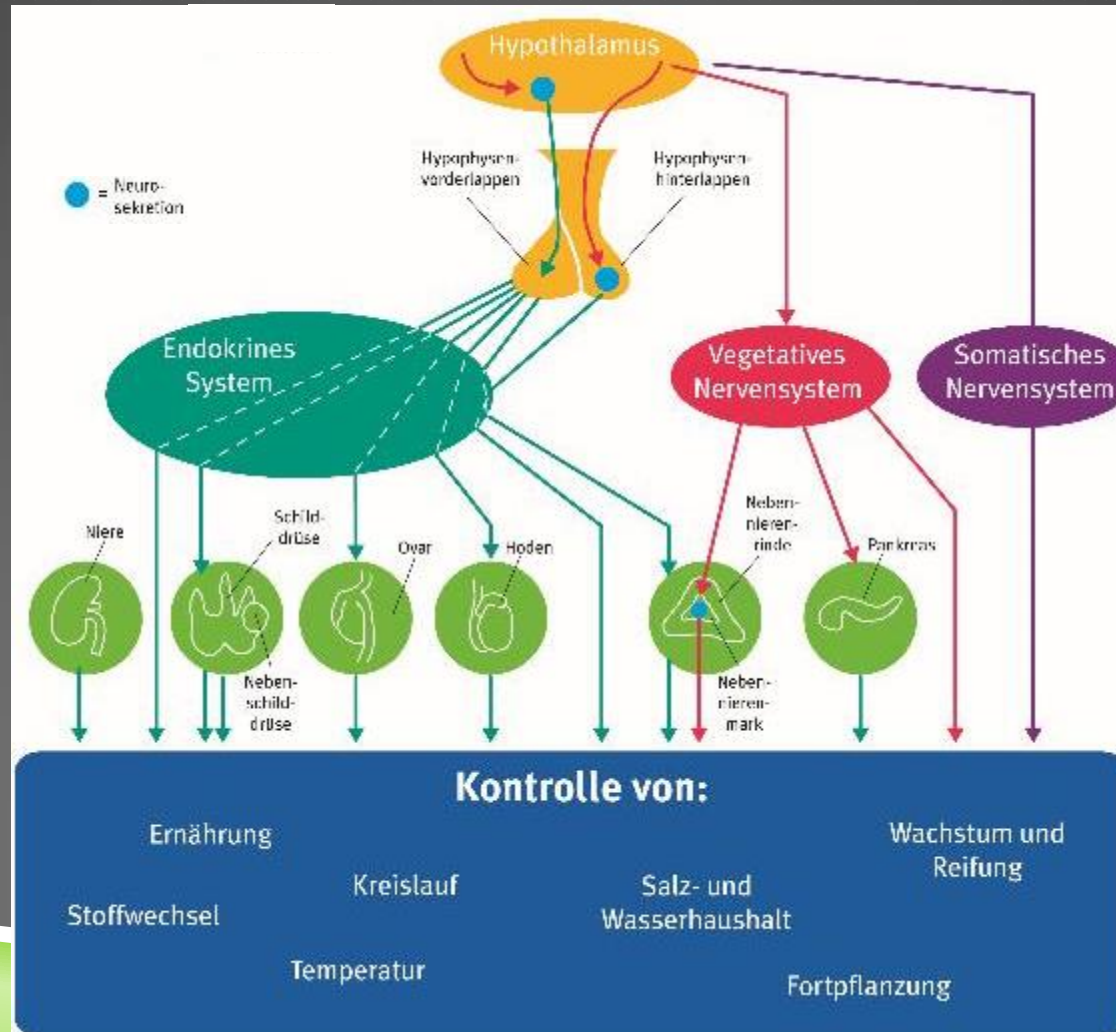 Hypothalamus
Hypophysen-
vorderlappen
Hypophysen-
hinterlappen
= Neuro-
sekretion
Endokrines
System
Vegetatives
Nervensystem
Somatisches
Nervensystem
Niere
Schild-
drüse
Ovar
Hoden
Neben-
nieren-
rinde
Pankreas
Neben-
schild-
drüse
Neben-
nieren-
mark
Kontrolle von:
Ernährung
Wachstum und
Reifung
Kreislauf
Salz- und
Wasserhaushalt
Stoffwechsel
Temperatur
Fortpflanzung